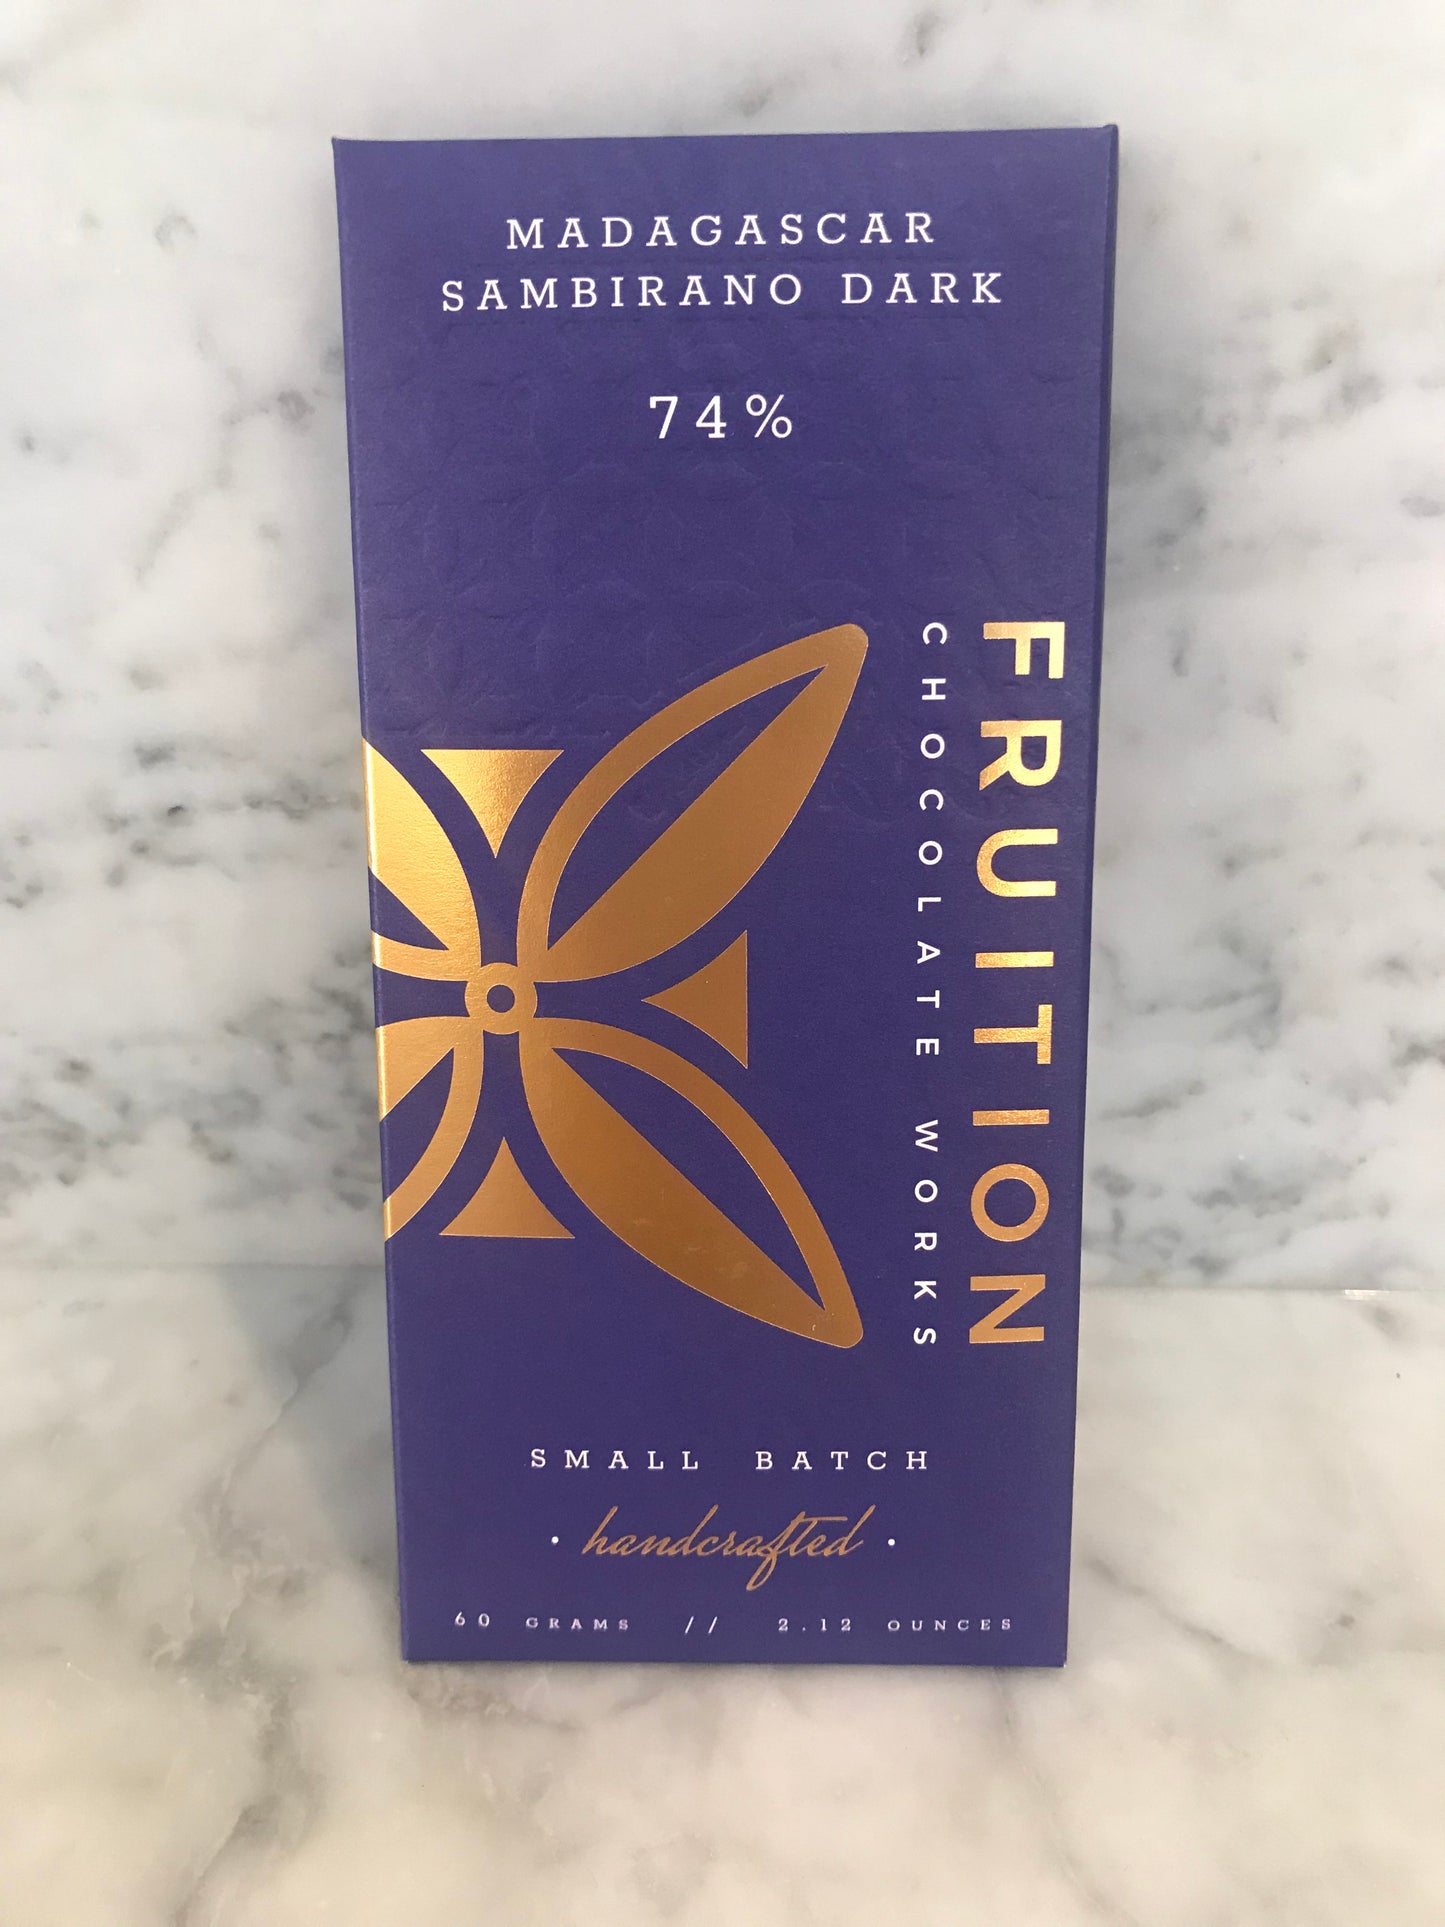 MADAGASCAR
SAMBIRANO DARK
74%
FRUITION
CHOCOLATE WORKS
SMALL BATCH
· handcrafted ·
60 GRAMS // 2.12 OUNCES